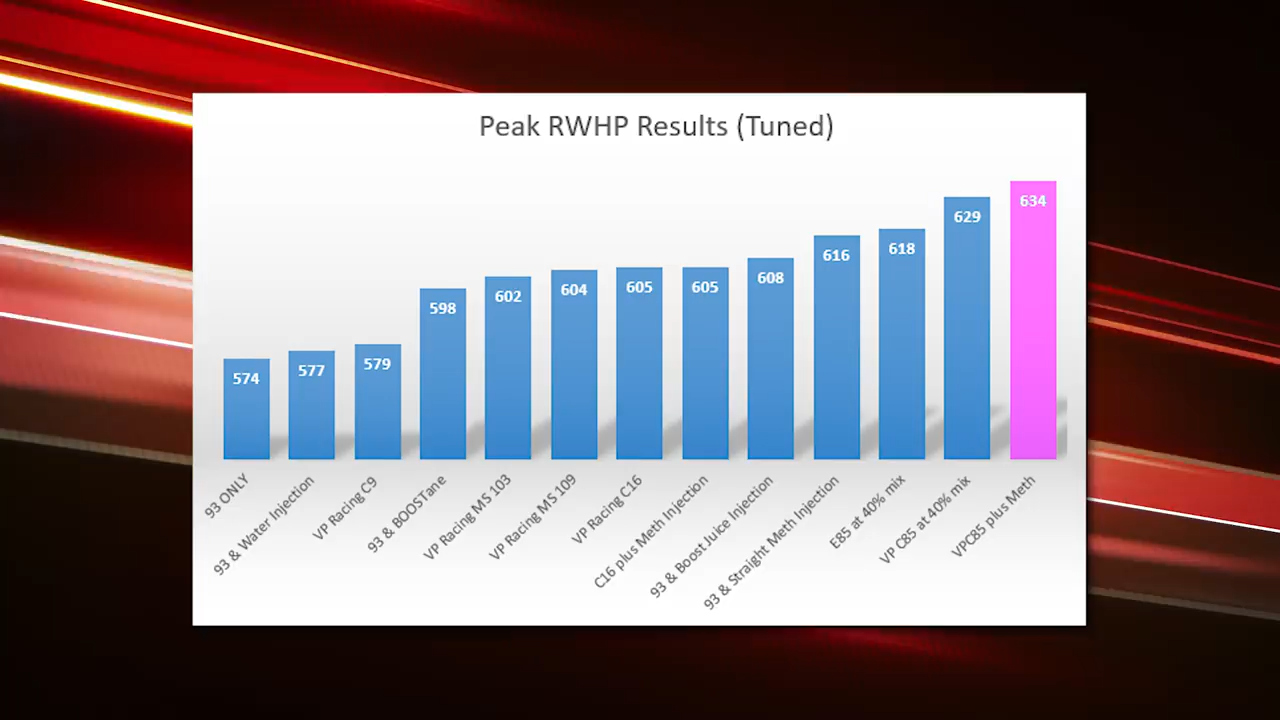 Peak RWHP Results (Tuned)
574
577
579
598
602
604
605
605
608
616
618
629
634
93 ONLY
93 & Water Injection
VP Racing C9
93 & BOOSTane
VP Racing MS 103
VP Racing MS 109
VP Racing C16
C16 plus Meth Injection
93 & Boost Juice Injection
93 & Straight Meth Injection
E85 at 40% mix
VP C85 at 40% mix
VPC85 plus Meth